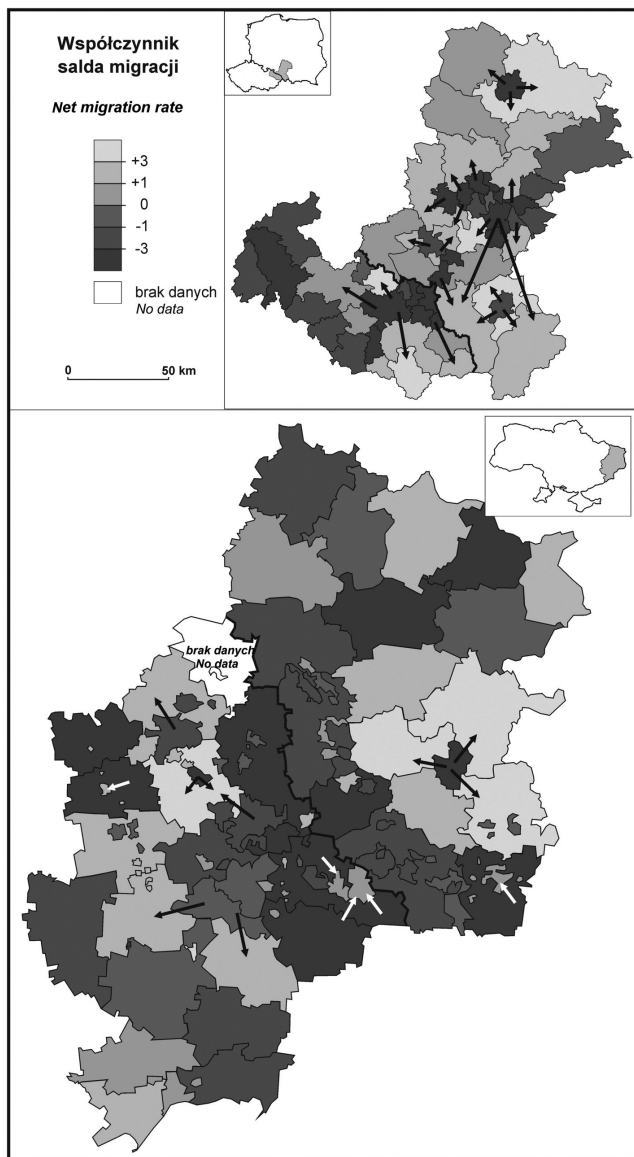 Współczynnik
salda migracji
Net migration rate
+3
+1
0
-1
-3
brak danych
No data
0 50 km
brak danych
No data